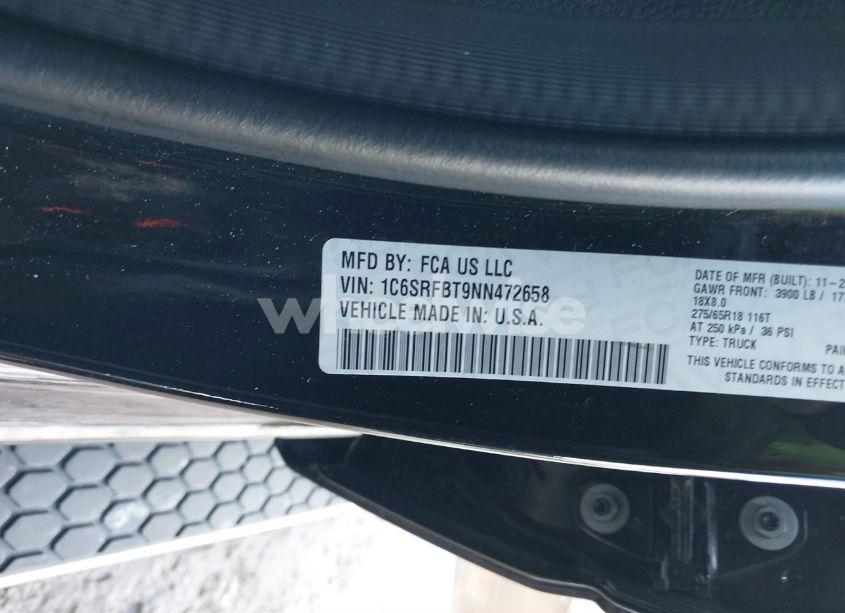 MFD BY: FCA US LLC
VIN: 1C6SRFBT9NN472658
VEHICLE MADE IN: U.S.A.
DATE OF MFR (BUILT): 11-2
GAWR FRONT: 3900 LB / 17
18X8.0
275/65R18 116T
AT 250 kPa / 36 PSI
TYPE: TRUCK
PAI
THIS VEHICLE CONFORMS TO A
STANDARDS IN EFFECT